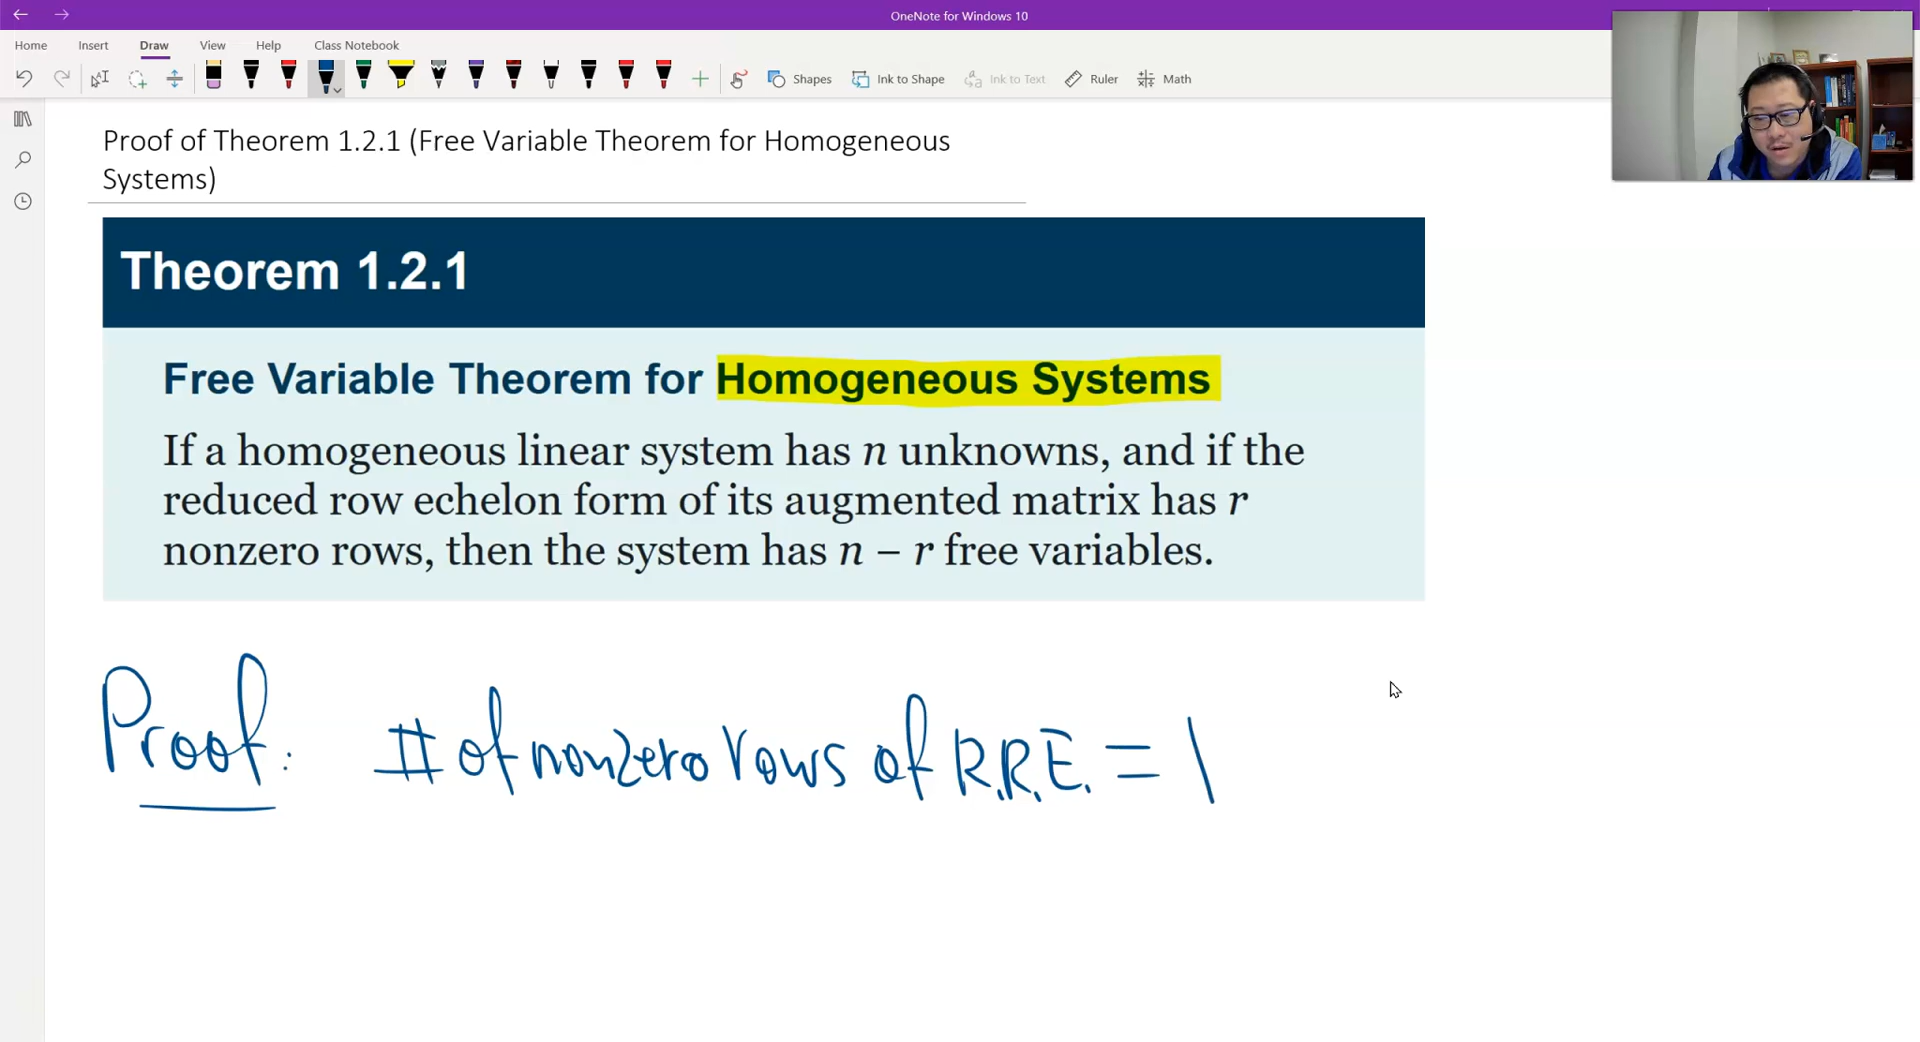 OneNote for Windows 10
Home Insert Draw View Help Class Notebook
Shapes Ink to Shape Ink to Text Ruler Math
Proof of Theorem 1.2.1 (Free Variable Theorem for Homogeneous
Systems)
Theorem 1.2.1
Free Variable Theorem for Homogeneous Systems
If a homogeneous linear system has n unknowns, and if the
reduced row echelon form of its augmented matrix has r
nonzero rows, then the system has n − r free variables.
Proof: # of nonzero rows of R.R.E. =